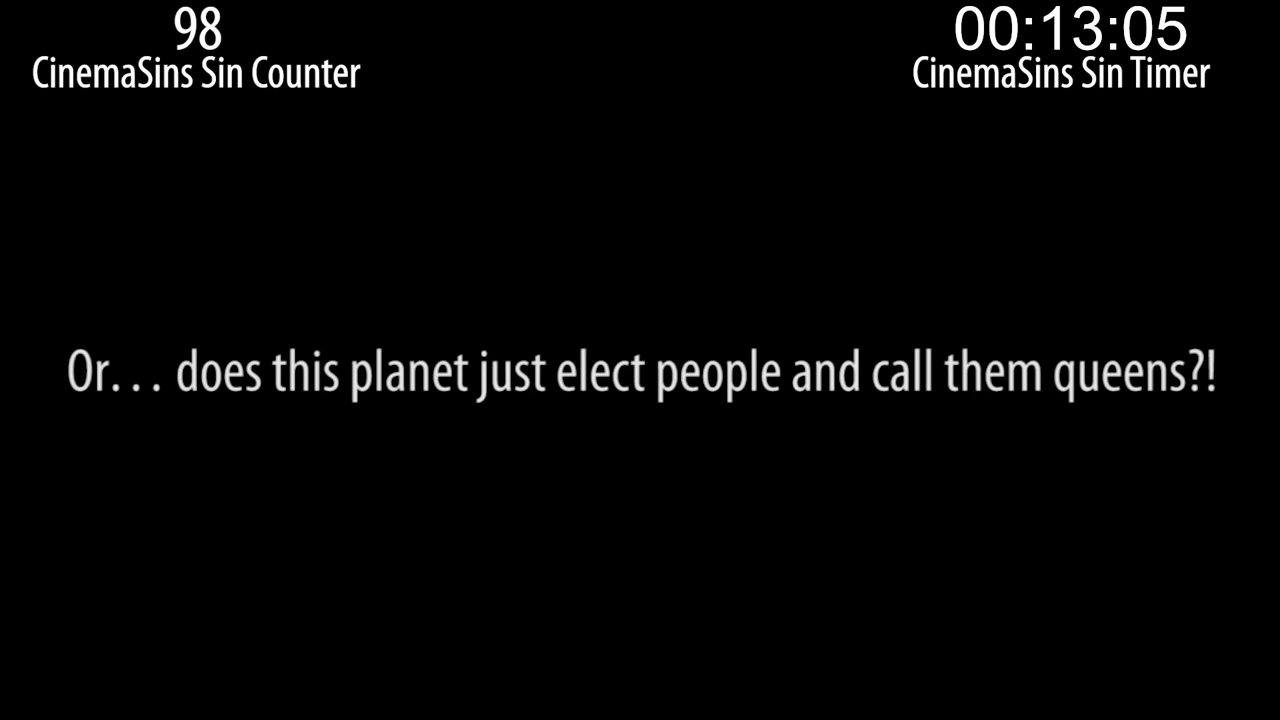 98
CinemaSins Sin Counter
00:13:05
CinemaSins Sin Timer
Or... does this planet just elect people and call them queens?!